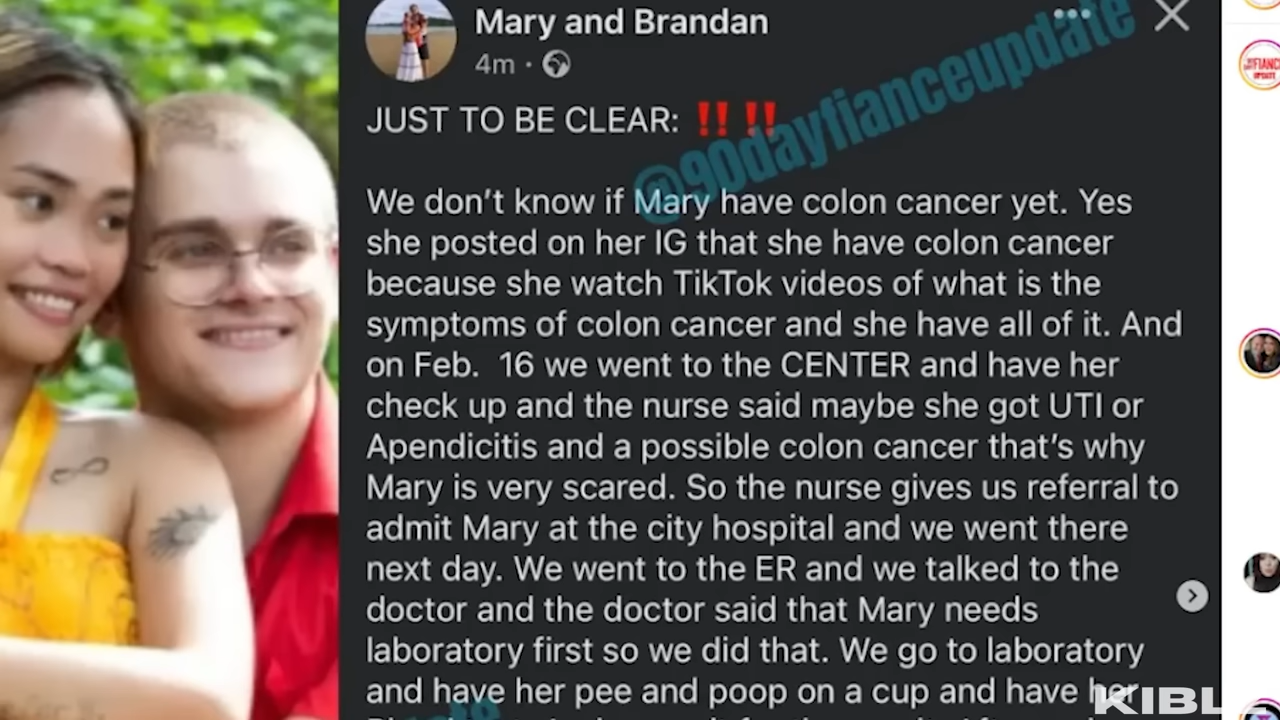 Mary and Brandan
4m ·
JUST TO BE CLEAR: ‼️ ‼️
@90dayfianceupdate
We don’t know if Mary have colon cancer yet. Yes
she posted on her IG that she have colon cancer
because she watch TikTok videos of what is the
symptoms of colon cancer and she have all of it. And
on Feb.  16 we went to the CENTER and have her
check up and the nurse said maybe she got UTI or
Apendicitis and a possible colon cancer that’s why
Mary is very scared. So the nurse gives us referral to
admit Mary at the city hospital and we went there
next day. We went to the ER and we talked to the
doctor and the doctor said that Mary needs
laboratory first so we did that. We go to laboratory
and have her pee and poop on a cup and have her
FIANC
UPDATE